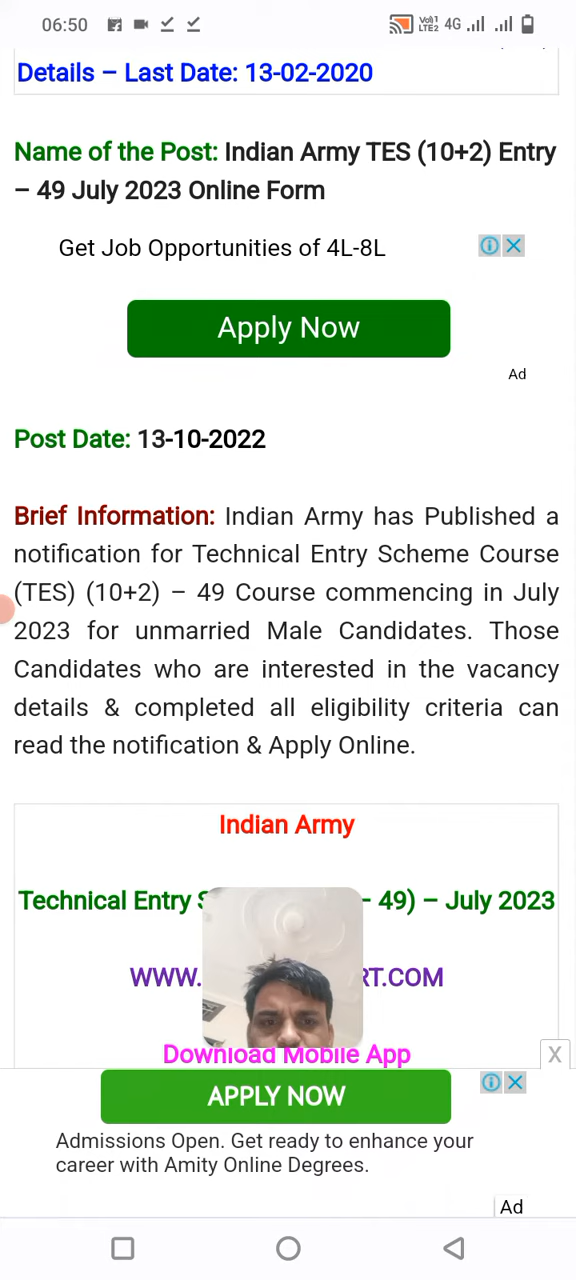 06:50
Vo))1
LTE2
4G
Details – Last Date: 13-02-2020
Name of the Post: Indian Army TES (10+2) Entry
– 49 July 2023 Online Form
Get Job Opportunities of 4L-8L
Apply Now
Ad
Post Date: 13-10-2022
Brief Information: Indian Army has Published a
notification for Technical Entry Scheme Course
(TES) (10+2) – 49 Course commencing in July
2023 for unmarried Male Candidates. Those
Candidates who are interested in the vacancy
details & completed all eligibility criteria can
read the notification & Apply Online.
Indian Army
Technical Entry – 49) – July 2023
WWW. RT.COM
Download Mobile App
X
APPLY NOW
Admissions Open. Get ready to enhance your
career with Amity Online Degrees.
Ad